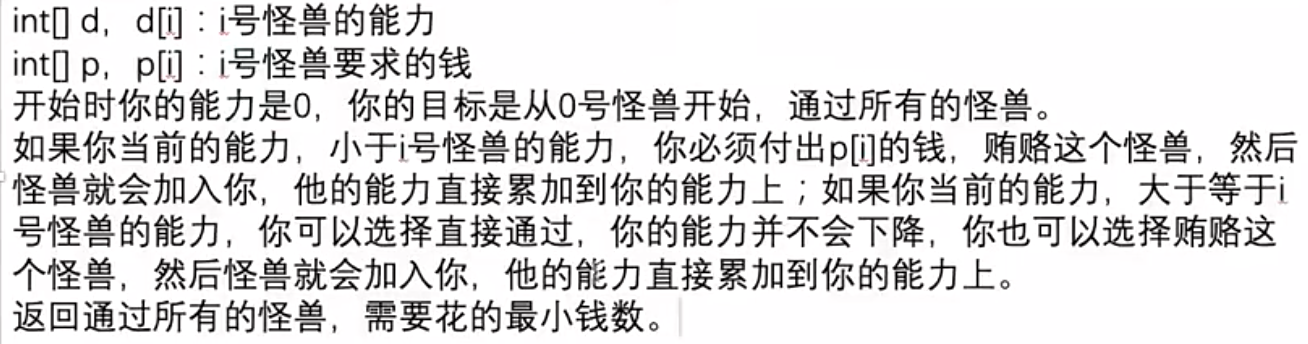 int[] d，d[i]：i号怪兽的能力
int[] p，p[i]：i号怪兽要求的钱
开始时你的能力是0，你的目标是从0号怪兽开始，通过所有的怪兽。
如果你当前的能力，小于i号怪兽的能力，你必须付出p[i]的钱，贿赂这个怪兽，然后
怪兽就会加入你，他的能力直接累加到你的能力上；如果你当前的能力，大于等于i
号怪兽的能力，你可以选择直接通过，你的能力并不会下降，你也可以选择贿赂这
个怪兽，然后怪兽就会加入你，他的能力直接累加到你的能力上。
返回通过所有的怪兽，需要花的最小钱数。